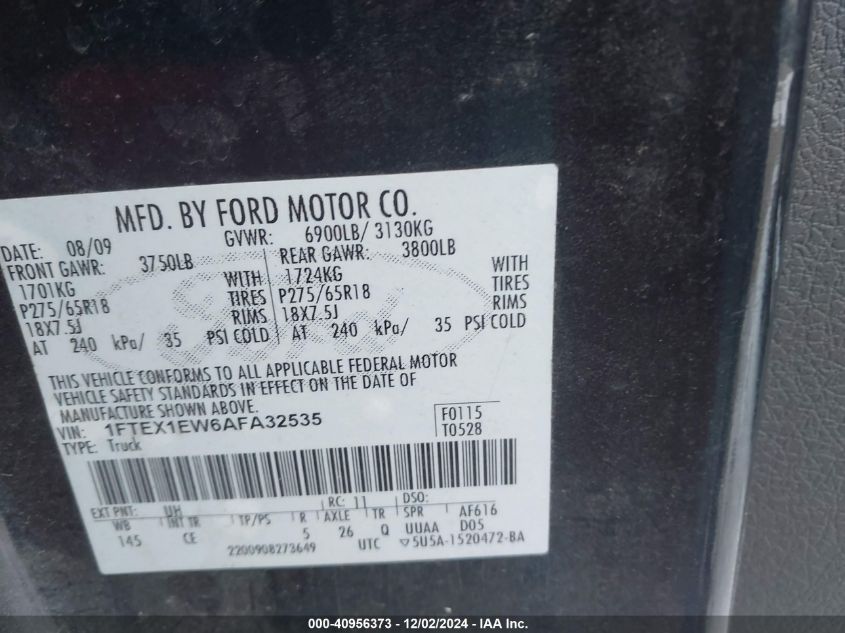 MFD. BY FORD MOTOR CO.
DATE: 08/09 GVWR: 6900LB/ 3130KG
FRONT GAWR: 3750LB REAR GAWR: 3800LB
1701KG WITH 1724KG WITH
P275/65R18 TIRES P275/65R18 TIRES
18X7.5J RIMS 18X7.5J RIMS
AT 240 kPa/ 35 PSI COLD AT 240 kPa/ 35 PSI COLD
THIS VEHICLE CONFORMS TO ALL APPLICABLE FEDERAL MOTOR
VEHICLE SAFETY STANDARDS IN EFFECT ON THE DATE OF
MANUFACTURE SHOWN ABOVE.
VIN: 1FTEX1EW6AFA32535 F0115
TYPE: Truck T0528
EXT PNT: UH RC: 11 DSO:
WB INT TR TP/PS R AXLE TR SPR AF616
145 CE 5 26 Q UUAA D05
2200908273649 UTC ▽5U5A-1520472-BA
000-40956373 - 12/02/2024 - IAA Inc.